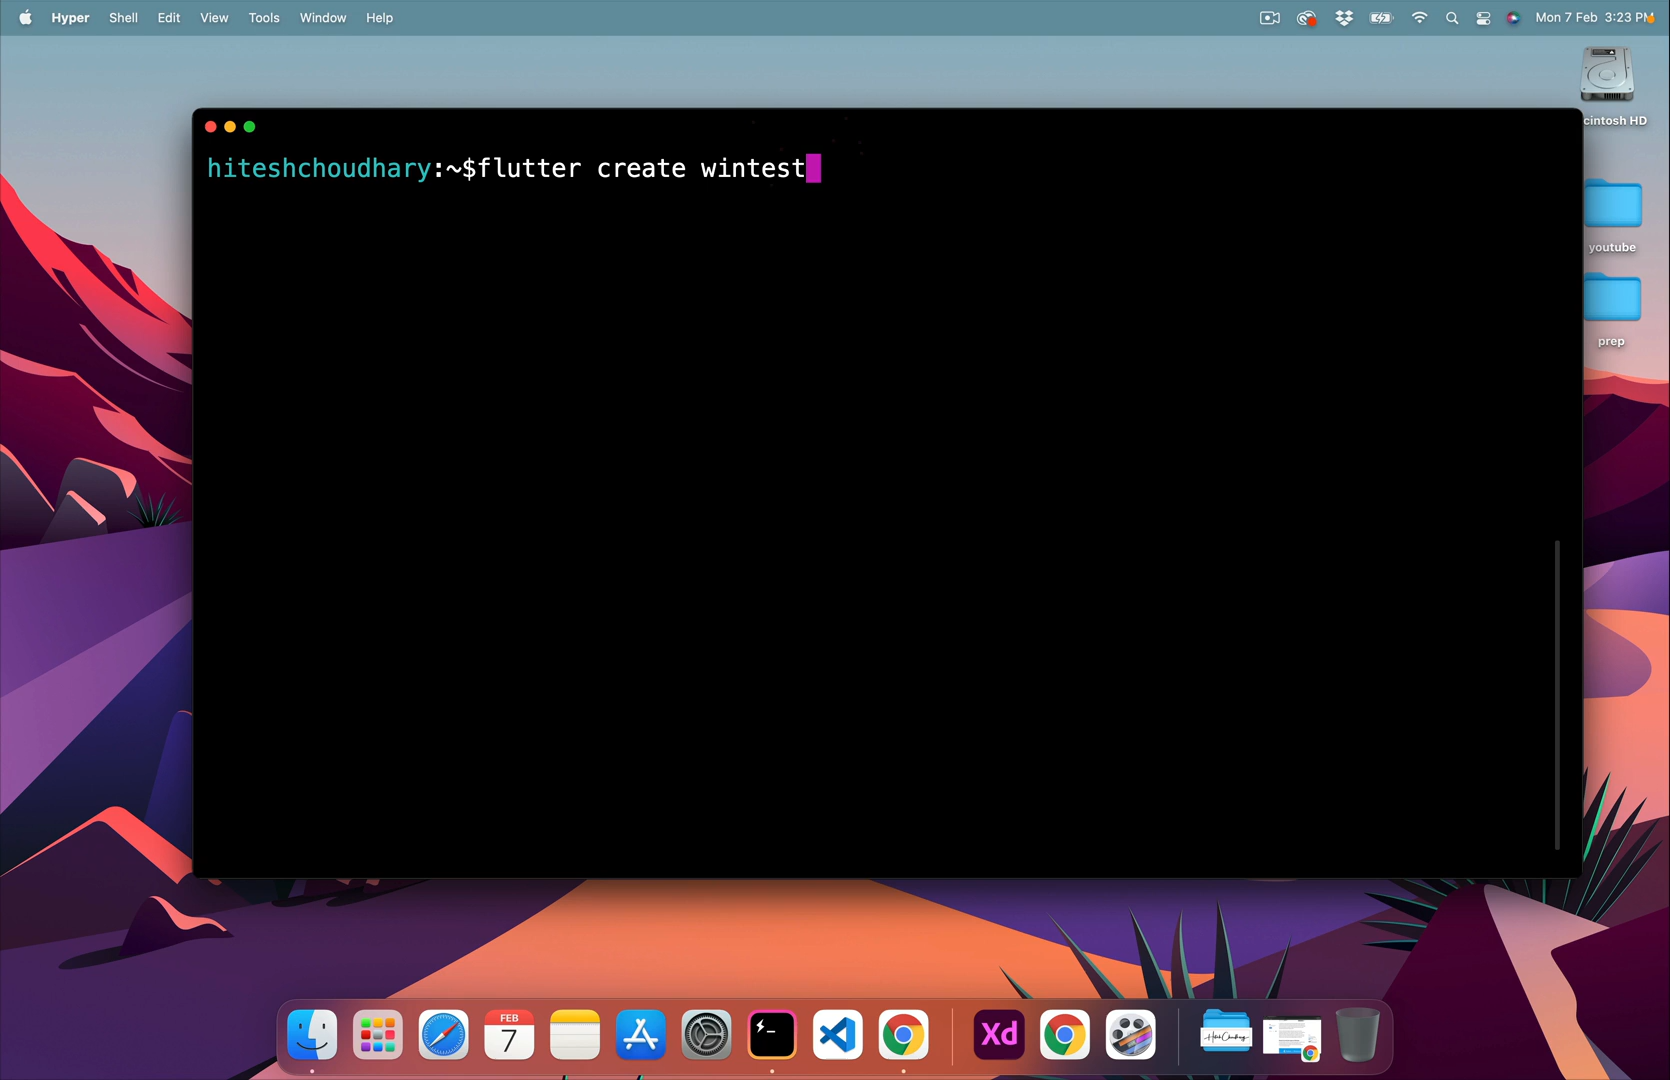 Hyper Shell Edit View Tools Window Help
Mon 7 Feb 3:23 PM
cintosh HD
hiteshchoudhary:~$flutter create wintest
youtube
prep
FEB
7
Xd